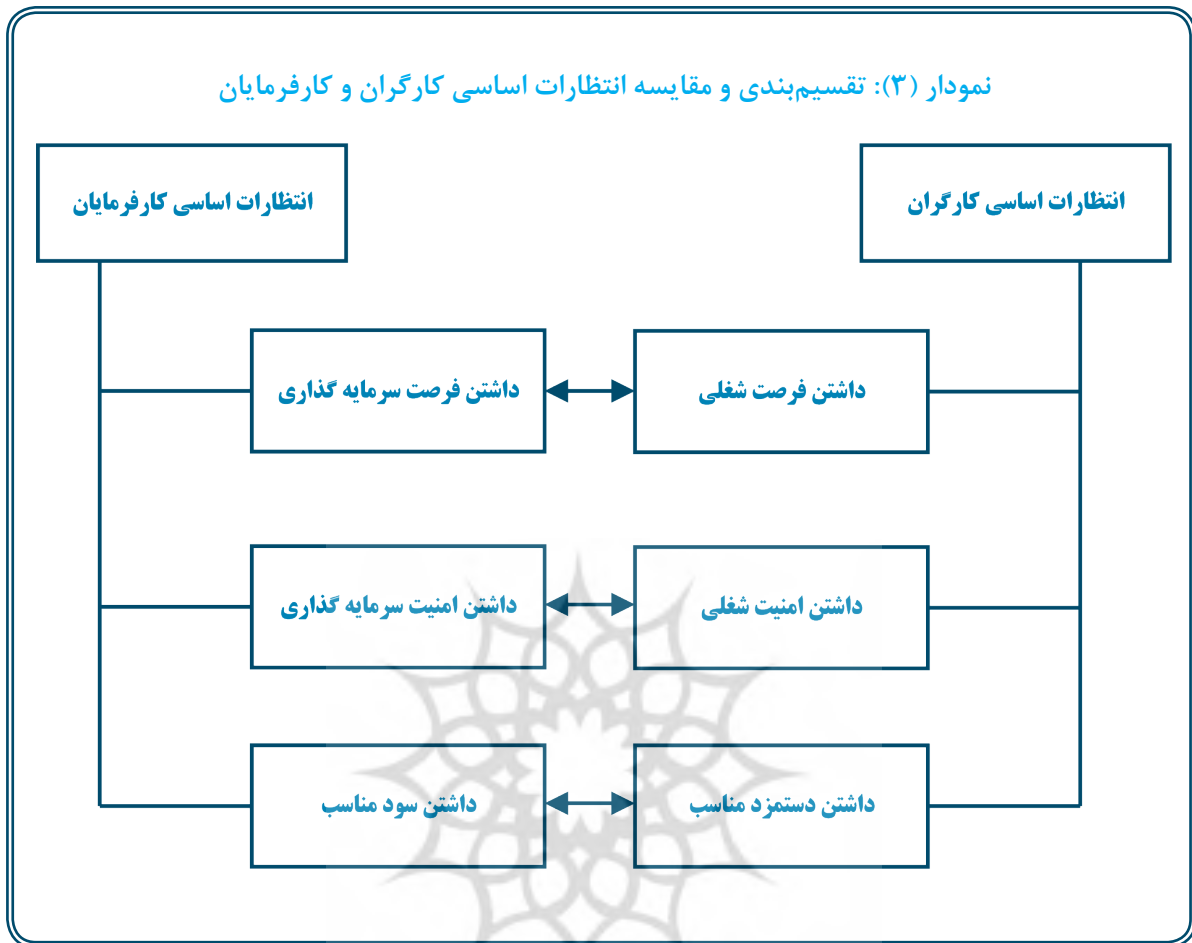 نمودار (۳): تقسیم‌بندی و مقایسه انتظارات اساسی کارگران و کارفرمایان
انتظارات اساسی کارگران
انتظارات اساسی کارفرمایان
داشتن فرصت شغلی
داشتن فرصت سرمایه گذاری
داشتن امنیت شغلی
داشتن امنیت سرمایه گذاری
داشتن دستمزد مناسب
داشتن سود مناسب